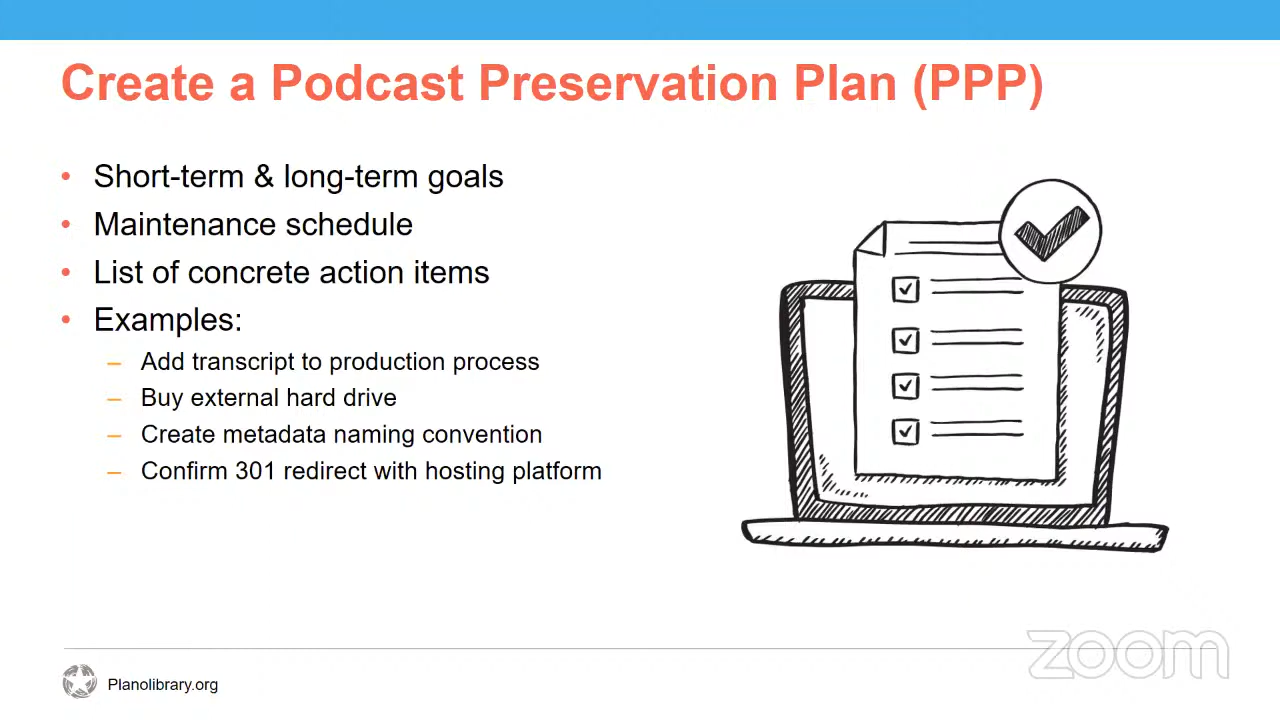 Create a Podcast Preservation Plan (PPP)
• Short-term & long-term goals
• Maintenance schedule
• List of concrete action items
• Examples:
– Add transcript to production process
– Buy external hard drive
– Create metadata naming convention
– Confirm 301 redirect with hosting platform
zoom
Planolibrary.org